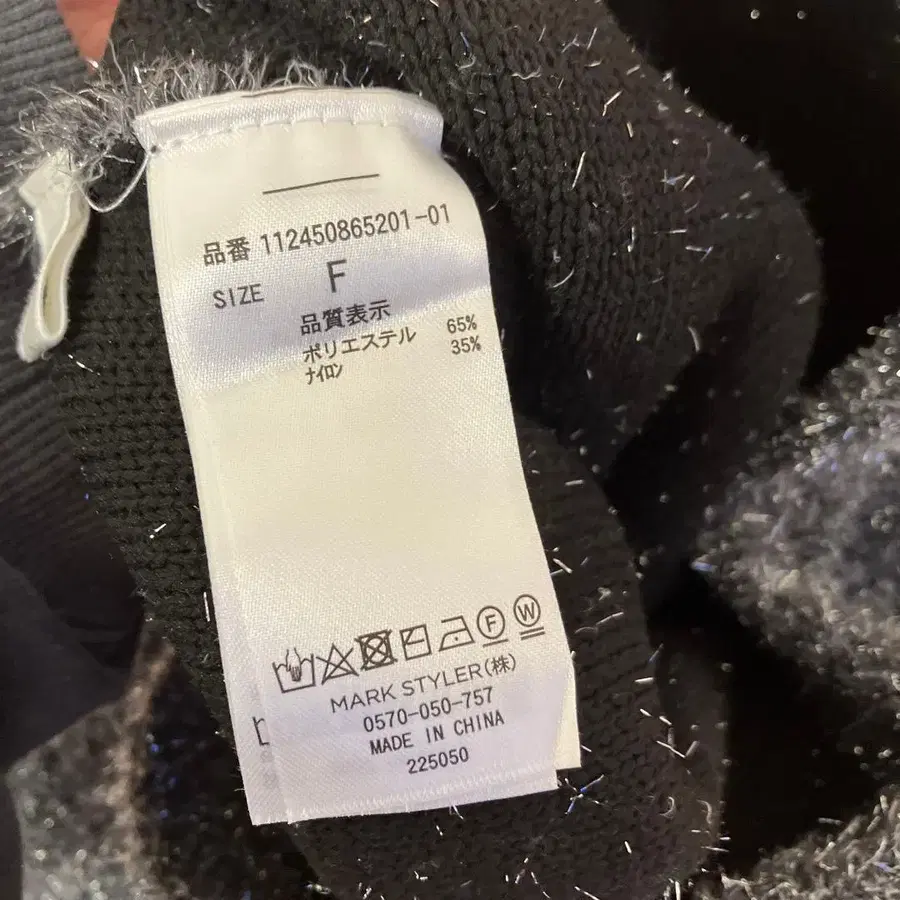 品番 112450865201-01
SIZE F
品質表示
ポリエステル 65%
ﾅｲﾛﾝ 35%
F W
MARK STYLER(株)
0570-050-757
MADE IN CHINA
225050